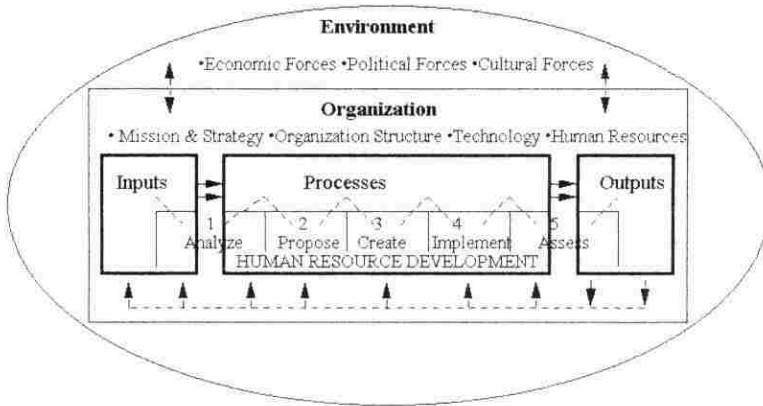 Environment
•Economic Forces •Political Forces •Cultural Forces
Organization
• Mission & Strategy •Organization Structure •Technology •Human Resources
Inputs Processes Outputs
1 2 3 4 5
Analyze Propose Create Implement Assess
HUMAN RESOURCE DEVELOPMENT